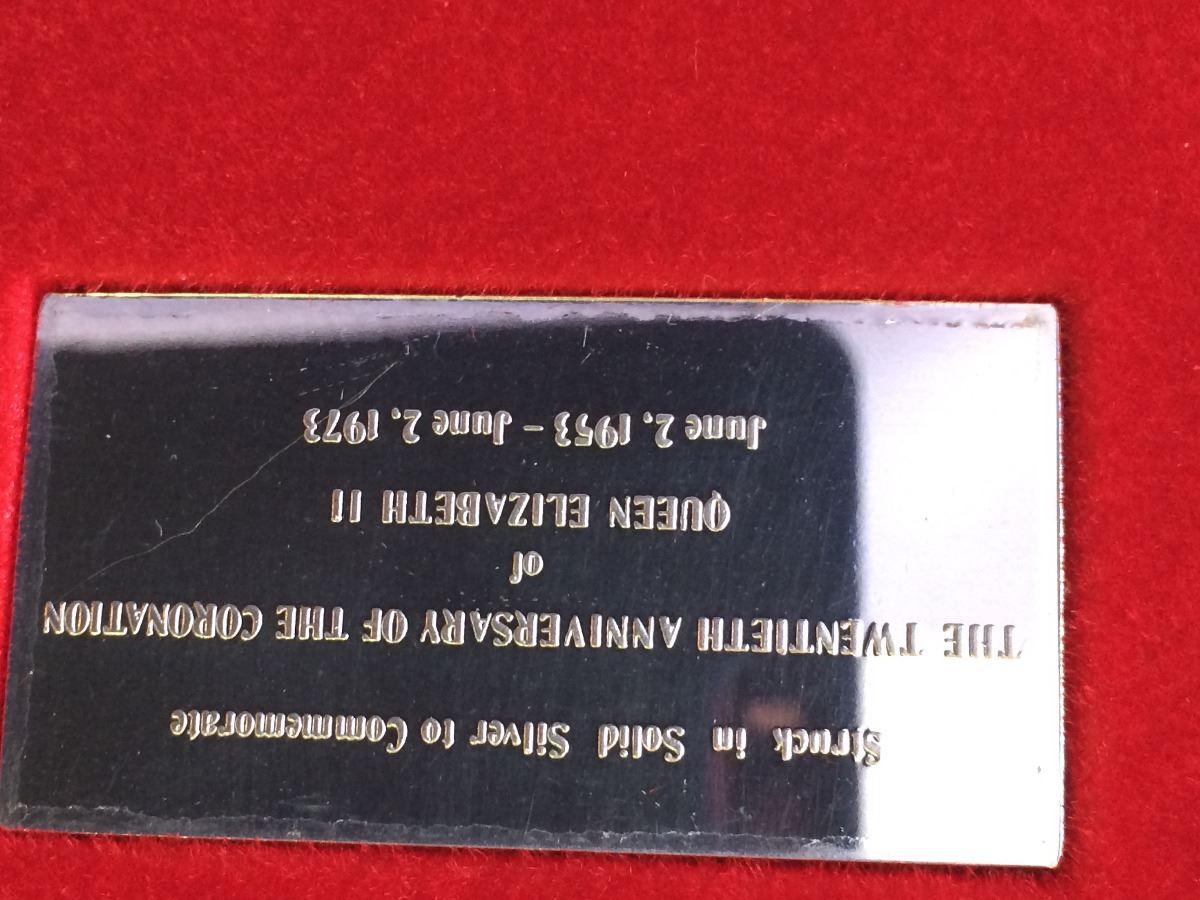 Struck in Solid Silver to Commemorate
THE TWENTIETH ANNIVERSARY OF THE CORONATION
of
QUEEN ELIZABETH II
June 2, 1953 - June 2, 1973